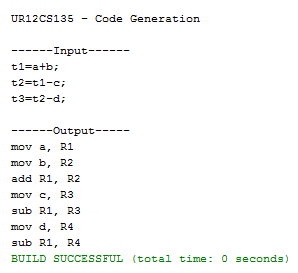 UR12CS135 - Code Generation
------Input-----
t1=a+b;
t2=t1-c;
t3=t2-d;
------Output-----
mov a, R1
mov b, R2
add R1, R2
mov c, R3
sub R1, R3
mov d, R4
sub R1, R4
BUILD SUCCESSFUL (total time: 0 seconds)